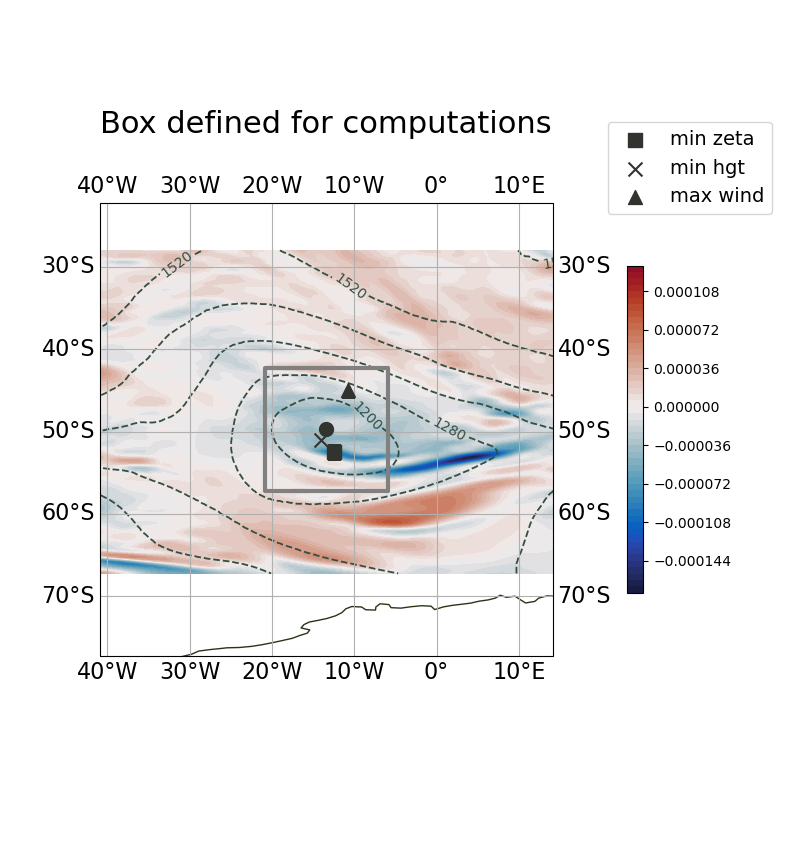 Box defined for computations
min zeta
min hgt
max wind
40°W 30°W 20°W 10°W 0° 10°E
30°S 30°S
40°S 40°S
50°S 50°S
60°S 60°S
70°S 70°S
1520
1520
1200
1280
0.000108
0.000072
0.000036
0.000000
−0.000036
−0.000072
−0.000108
−0.000144
40°W 30°W 20°W 10°W 0° 10°E